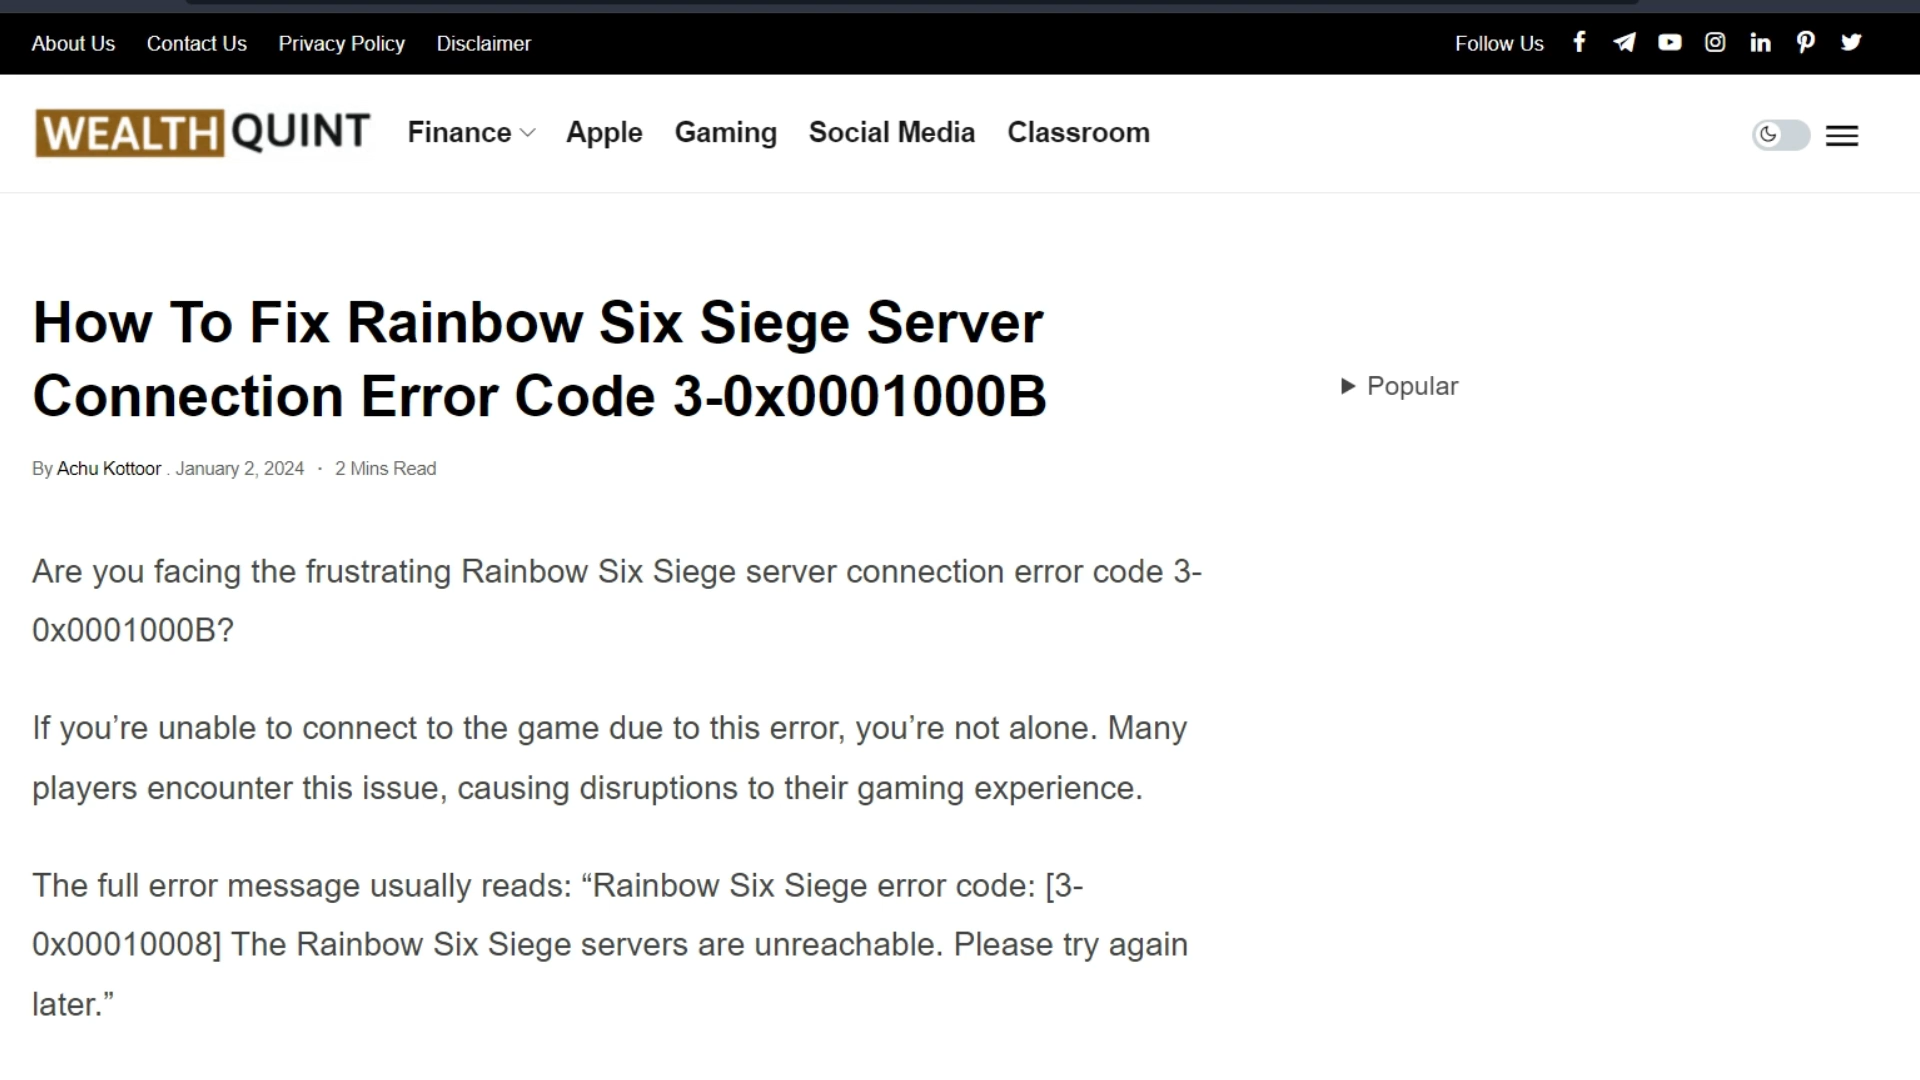 About Us Contact Us Privacy Policy Disclaimer Follow Us
WEALTH QUINT Finance Apple Gaming Social Media Classroom
How To Fix Rainbow Six Siege Server
Connection Error Code 3-0x0001000B
Popular
By Achu Kottoor . January 2, 2024 · 2 Mins Read
Are you facing the frustrating Rainbow Six Siege server connection error code 3-
0x0001000B?
If you’re unable to connect to the game due to this error, you’re not alone. Many
players encounter this issue, causing disruptions to their gaming experience.
The full error message usually reads: “Rainbow Six Siege error code: [3-
0x00010008] The Rainbow Six Siege servers are unreachable. Please try again
later.”